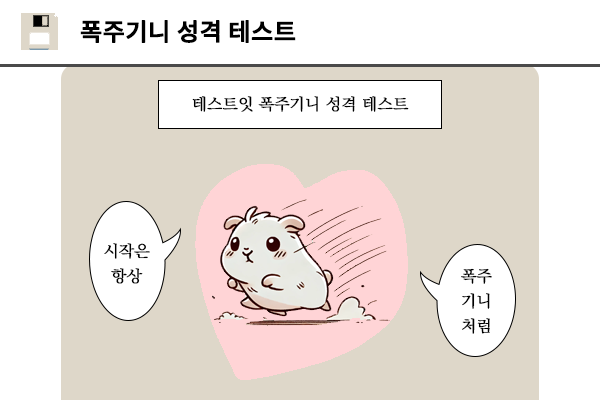 폭주기니 성격 테스트
테스트잇 폭주기니 성격 테스트
시작은
항상
폭주
기니
처럼